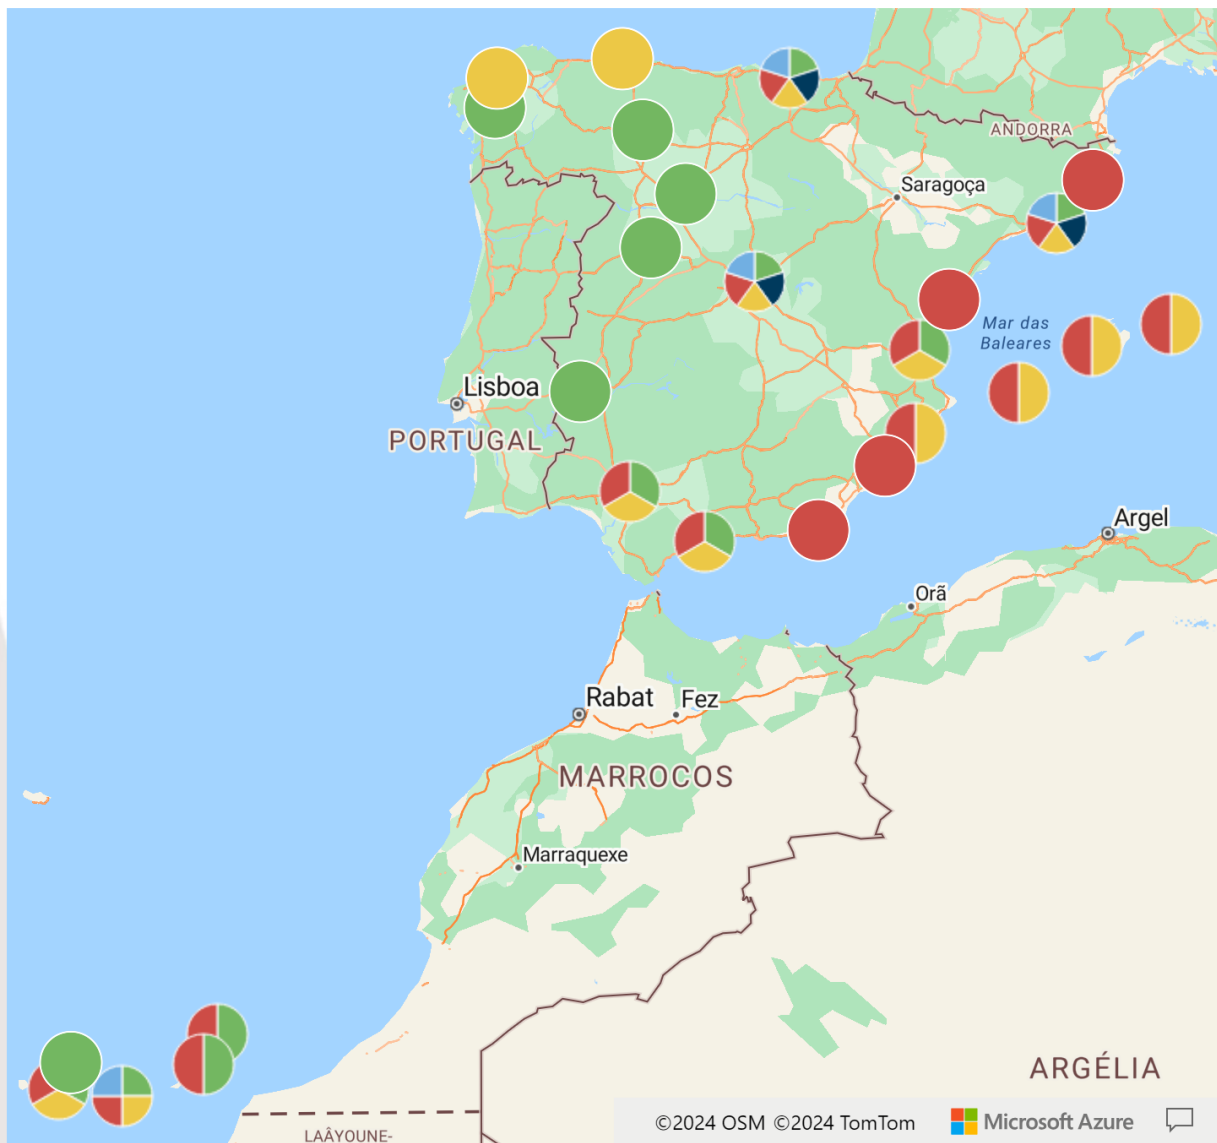 ANDORRA
Saragoça
Mar das
Baleares
Lisboa
PORTUGAL
Argel
Orã
Rabat
Fez
MARROCOS
Marraquexe
ARGÉLIA
©2024 OSM ©2024 TomTom
Microsoft Azure
LAÂYOUNE-